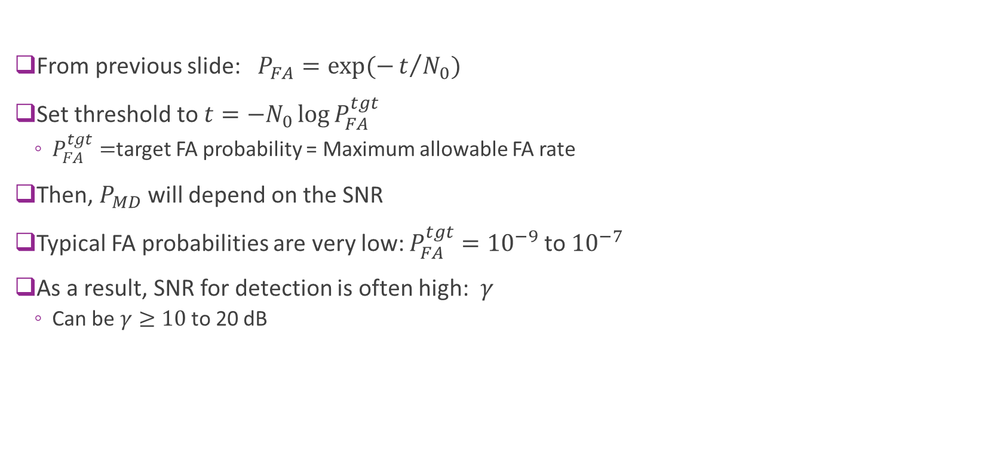 ❑From previous slide: $P_{FA} = \exp(-t/N_0)$
❑Set threshold to $t = -N_0 \log P_{FA}^{tgt}$
◦ $P_{FA}^{tgt}$ =target FA probability = Maximum allowable FA rate
❑Then, $P_{MD}$ will depend on the SNR
❑Typical FA probabilities are very low: $P_{FA}^{tgt} = 10^{-9}$ to $10^{-7}$
❑As a result, SNR for detection is often high: $\gamma$
◦ Can be $\gamma \geq 10$ to 20 dB